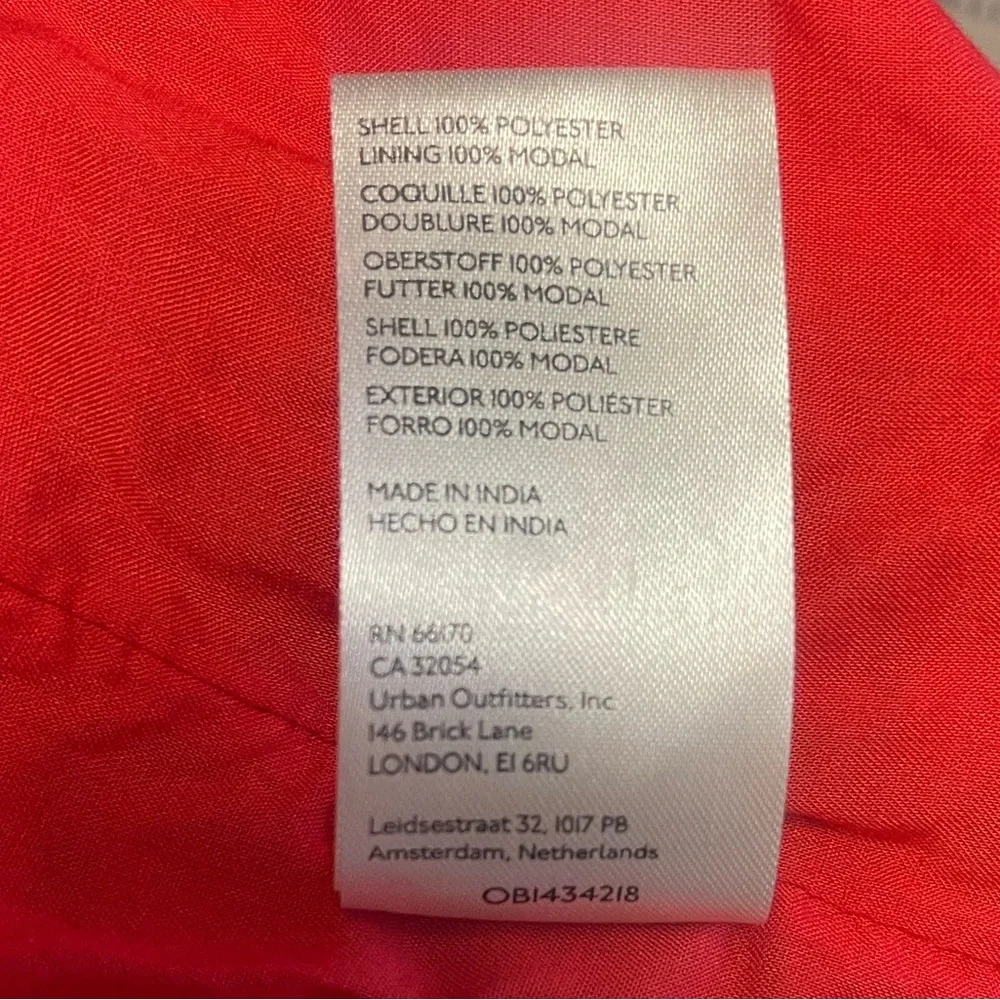 SHELL 100% POLYESTER
LINING 100% MODAL
COQUILLE 100% POLYESTER
DOUBLURE 100% MODAL
OBERSTOFF 100% POLYESTER
FUTTER 100% MODAL
SHELL 100% POLIESTERE
FODERA 100% MODAL
EXTERIOR 100% POLIÉSTER
FORRO 100% MODAL
MADE IN INDIA
HECHO EN INDIA
RN 66170
CA 32054
Urban Outfitters, Inc
146 Brick Lane
LONDON, E1 6RU
Leidsestraat 32, 1017 PB
Amsterdam, Netherlands
OB1434218